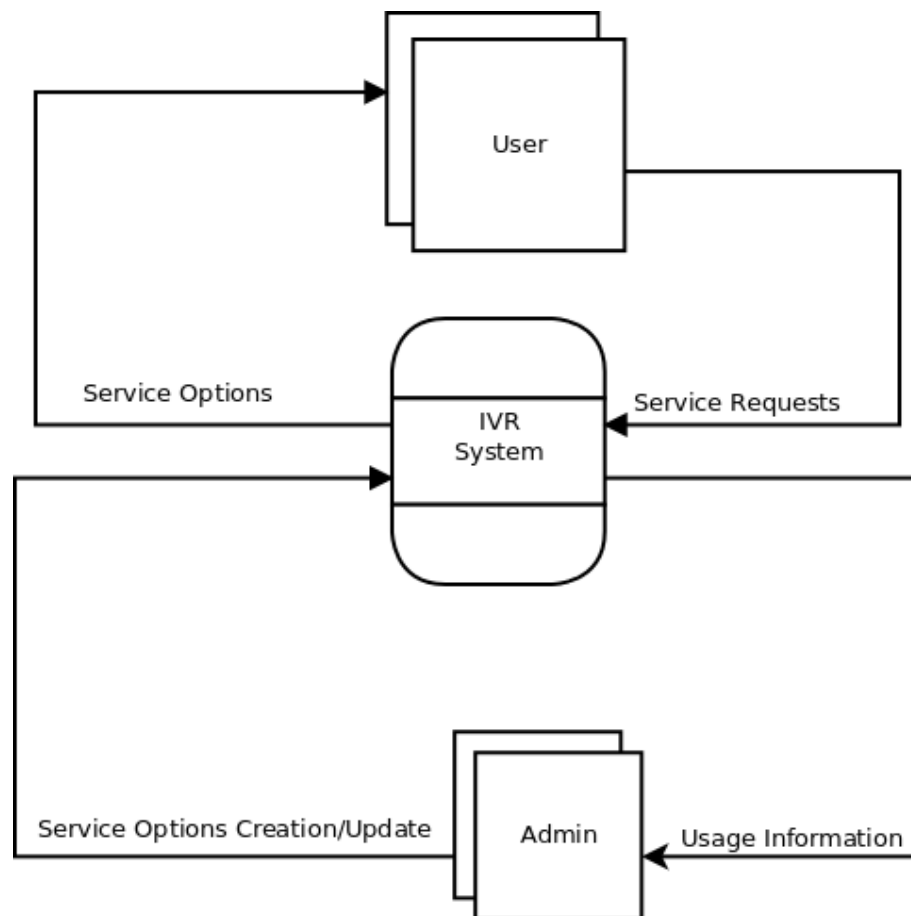 User
Service Options
Service Requests
IVR
System
Service Options Creation/Update
Admin
Usage Information